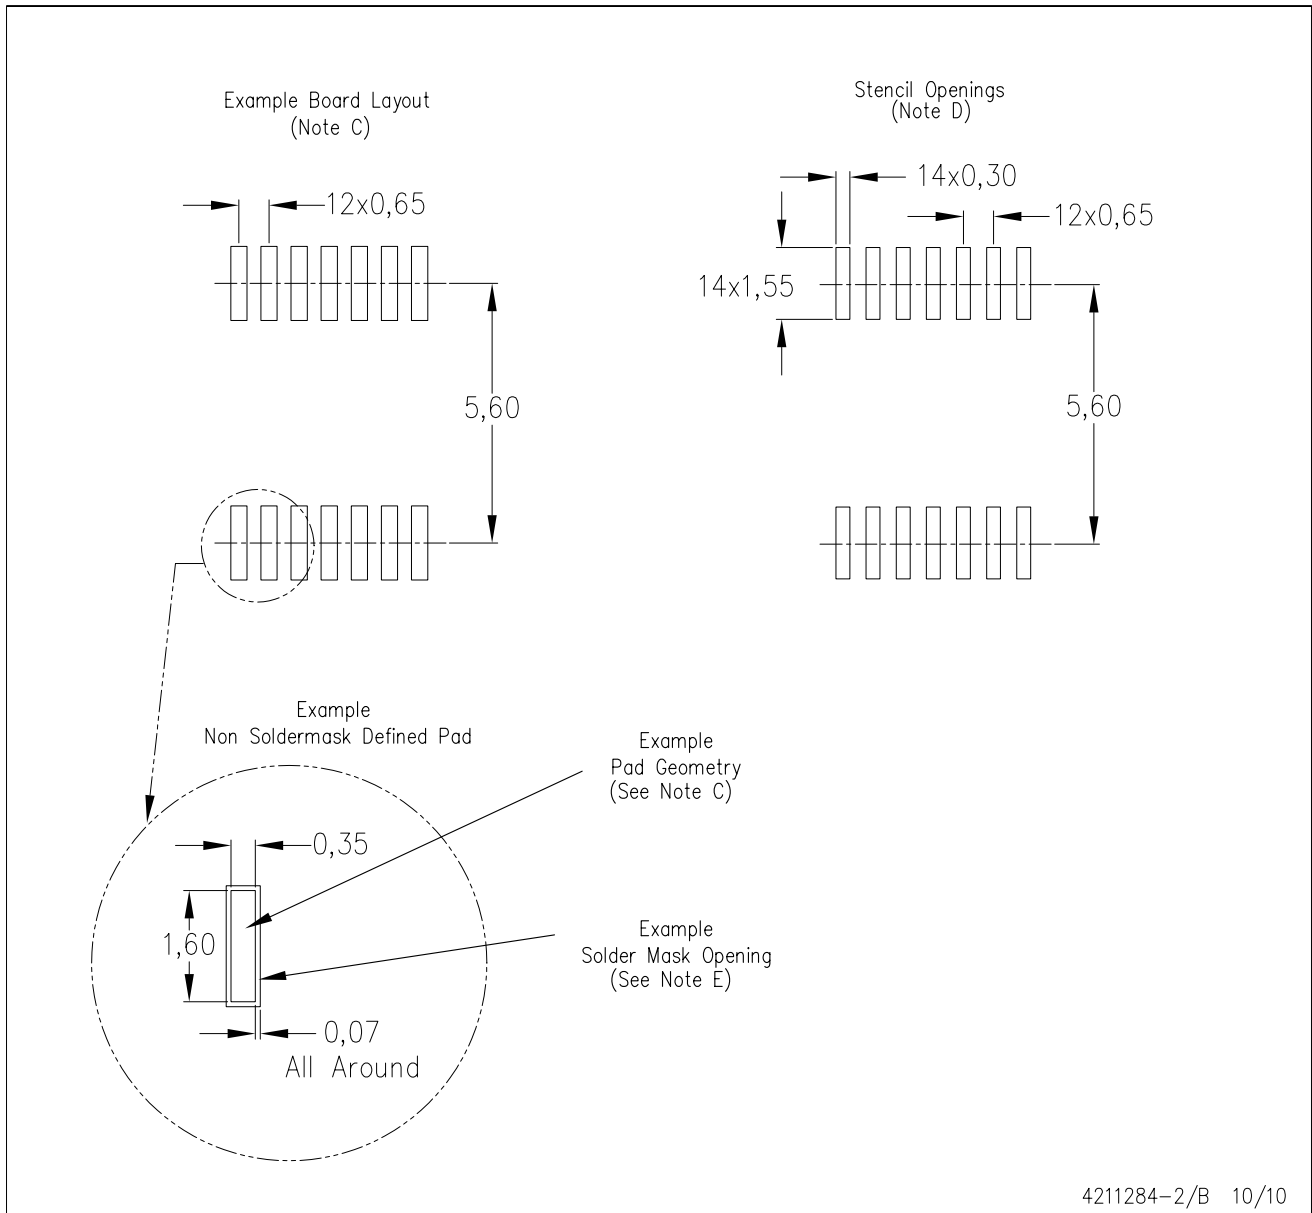 Example Board Layout
(Note C)
12x0,65
5,60
Stencil Openings
(Note D)
14x0,30
12x0,65
14x1,55
5,60
Example
Non Soldermask Defined Pad
Example
Pad Geometry
(See Note C)
0,35
1,60
Example
Solder Mask Opening
(See Note E)
0,07
All Around
4211284-2/B 10/10